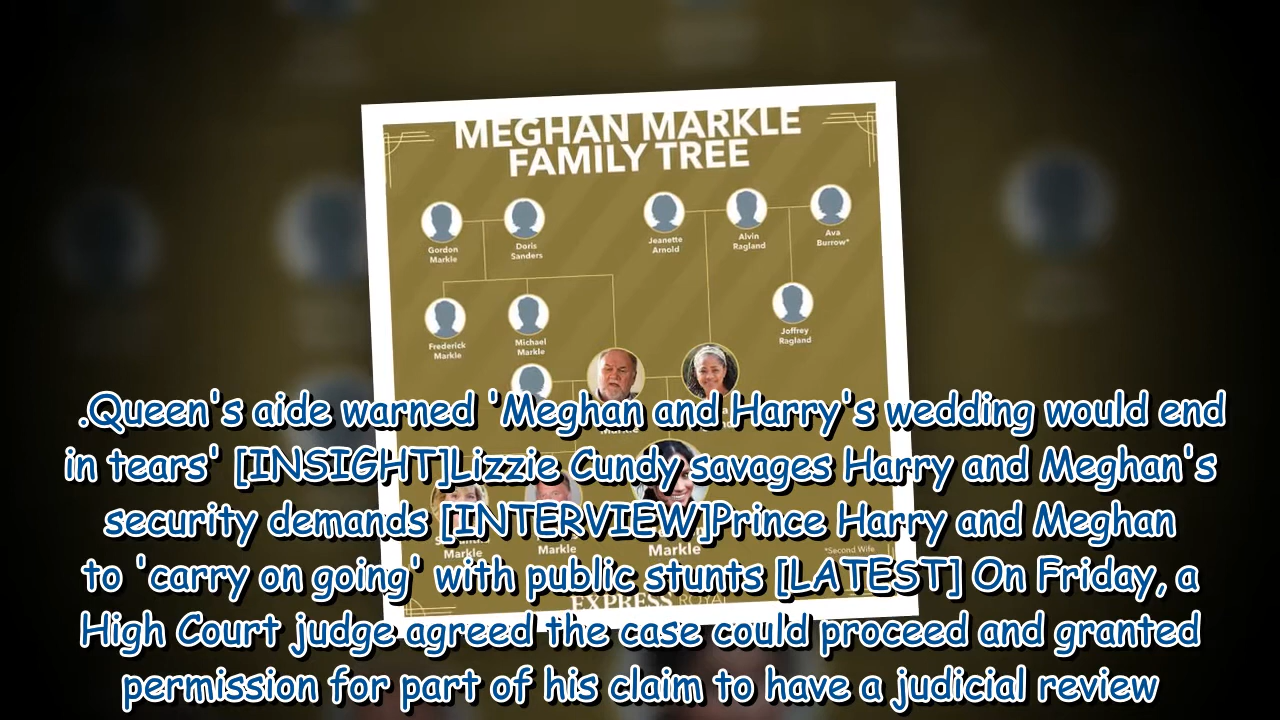 MEGHAN MARKLE
FAMILY TREE
Gordon
Markle
Doris
Sanders
Jeanette
Arnold
Alvin
Ragland
Ava
Burrow*
Frederick
Markle
Michael
Markle
Joffrey
Ragland
.Queen's aide warned 'Meghan and Harry's wedding would end
in tears' [INSIGHT]Lizzie Cundy savages Harry and Meghan's
security demands [INTERVIEW]Prince Harry and Meghan
to 'carry on going' with public stunts [LATEST] On Friday, a
High Court judge agreed the case could proceed and granted
permission for part of his claim to have a judicial review
Markle
Markle
Markle
Markle
*Second Wife
EXPRESS ROYAL